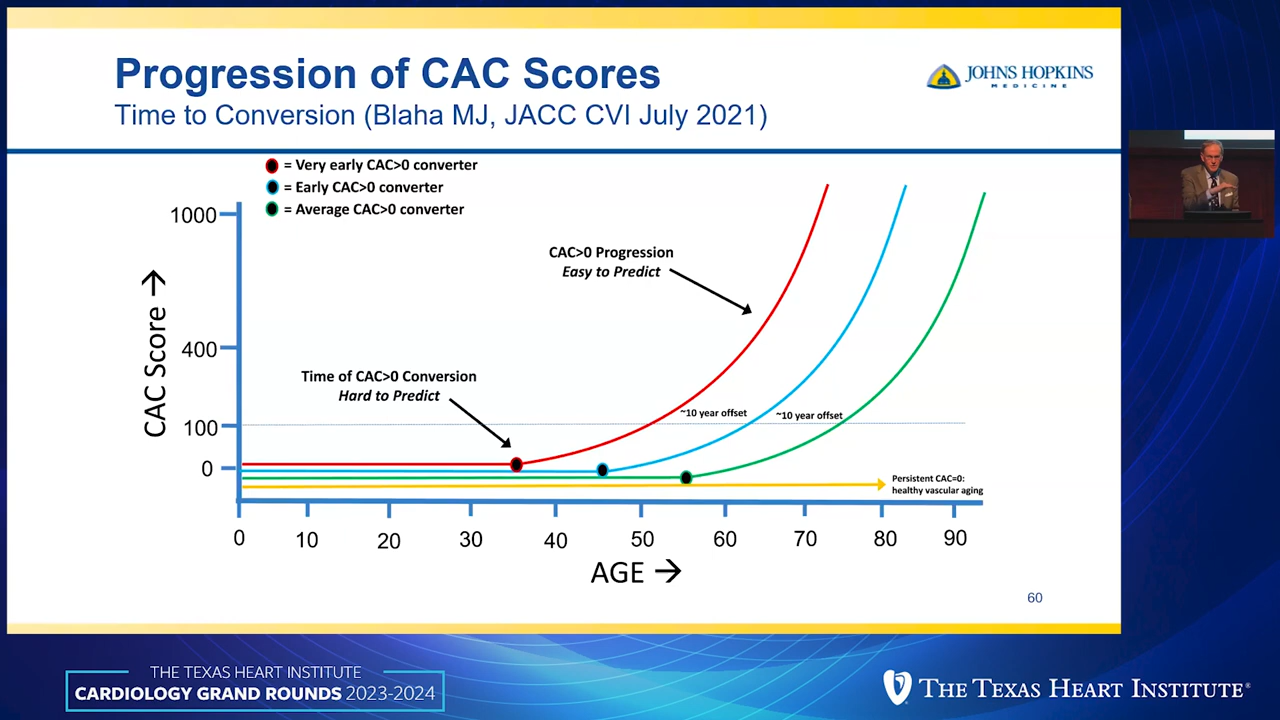 Progression of CAC Scores
Time to Conversion (Blaha MJ, JACC CVI July 2021)
JOHNS HOPKINS
MEDICINE
= Very early CAC>0 converter
= Early CAC>0 converter
= Average CAC>0 converter
CAC Score →
1000
400
100
0
CAC>0 Progression
Easy to Predict
Time of CAC>0 Conversion
Hard to Predict
~10 year offset
~10 year offset
Persistent CAC=0:
healthy vascular aging
0 10 20 30 40 50 60 70 80 90
AGE →
60
THE TEXAS HEART INSTITUTE
CARDIOLOGY GRAND ROUNDS 2023-2024
THE TEXAS HEART INSTITUTE®